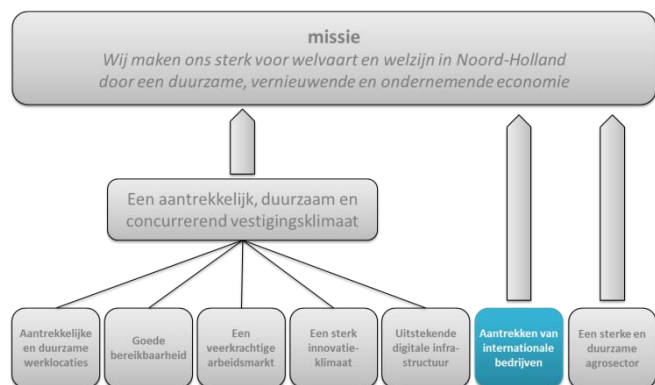 missie
Wij maken ons sterk voor welvaart en welzijn in Noord-Holland
door een duurzame, vernieuwende en ondernemende economie
Een aantrekkelijk, duurzaam en
concurrerend vestigingsklimaat
Aantrekkelijke
en duurzame
werklocaties
Goede
bereikbaarheid
Een
veerkrachtige
arbeidsmarkt
Een sterk
innovatie-
klimaat
Uitstekende
digitale infra-
structuur
Aantrekken van
internationale
bedrijven
Een sterke en
duurzame
agrosector